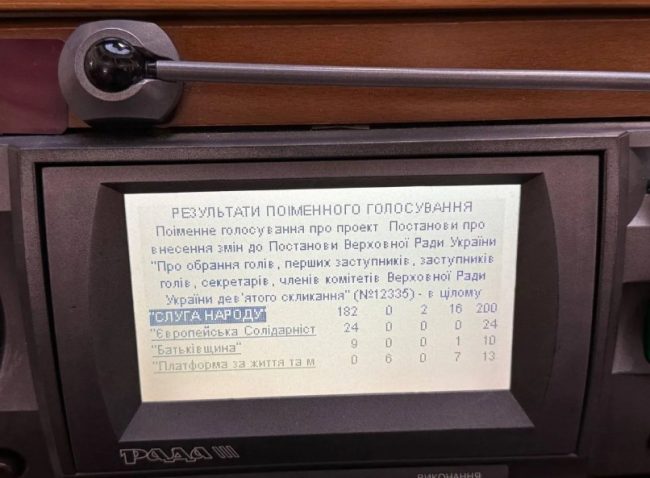 РЕЗУЛЬТАТИ ПОІМЕННОГО ГОЛОСУВАННЯ
Поіменне голосування про проект Постанови про
внесення змін до Постанови Верховної Ради України
"Про обрання голів, перших заступників, заступників
голів, секретарів, членів комітетів Верховної Ради
України дев'ятого скликання" (№12335) - в цілому
"СЛУГА НАРОДУ" 182 0 2 16 200
"Європейська Солідарніст 24 0 0 0 24
"Батьківщина" 9 0 0 1 10
"Платформа за життя та м 0 6 0 7 13
РАДА III
ВИКОНАННЯ